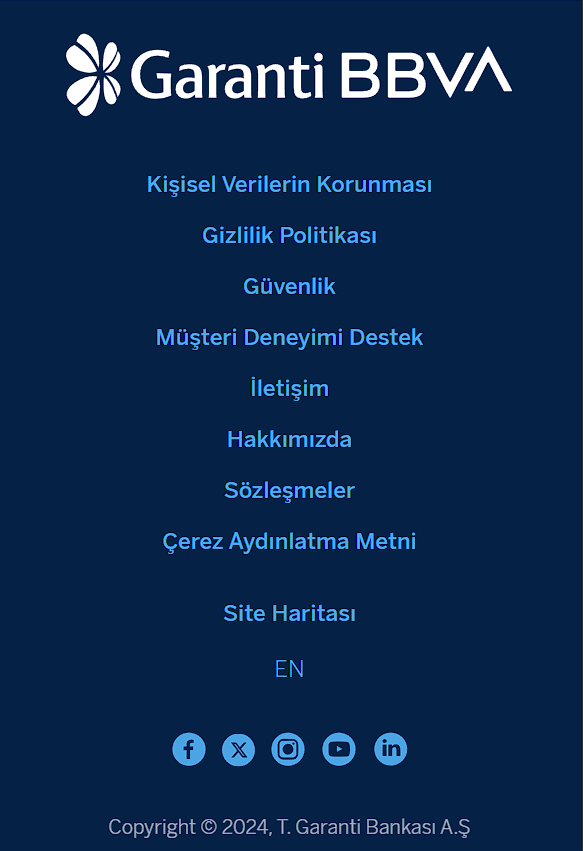 Garanti BBVA
Kişisel Verilerin Korunması
Gizlilik Politikası
Güvenlik
Müşteri Deneyimi Destek
İletişim
Hakkımızda
Sözleşmeler
Çerez Aydınlatma Metni
Site Haritası
EN
Copyright © 2024, T. Garanti Bankası A.Ş